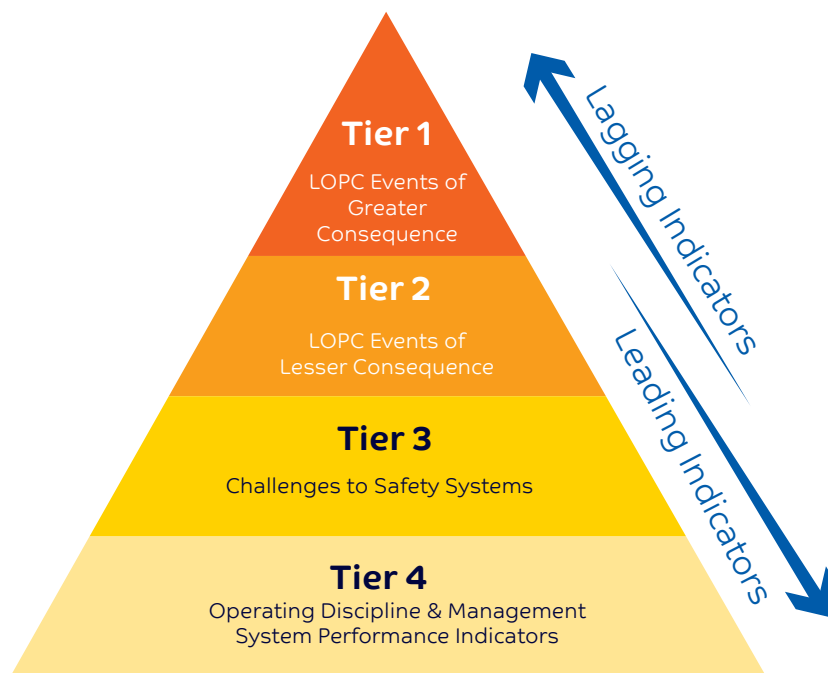 Tier 1
LOPC Events of
Greater
Consequence
Tier 2
LOPC Events of
Lesser Consequence
Tier 3
Challenges to Safety Systems
Tier 4
Operating Discipline & Management
System Performance Indicators
Lagging Indicators
Leading Indicators